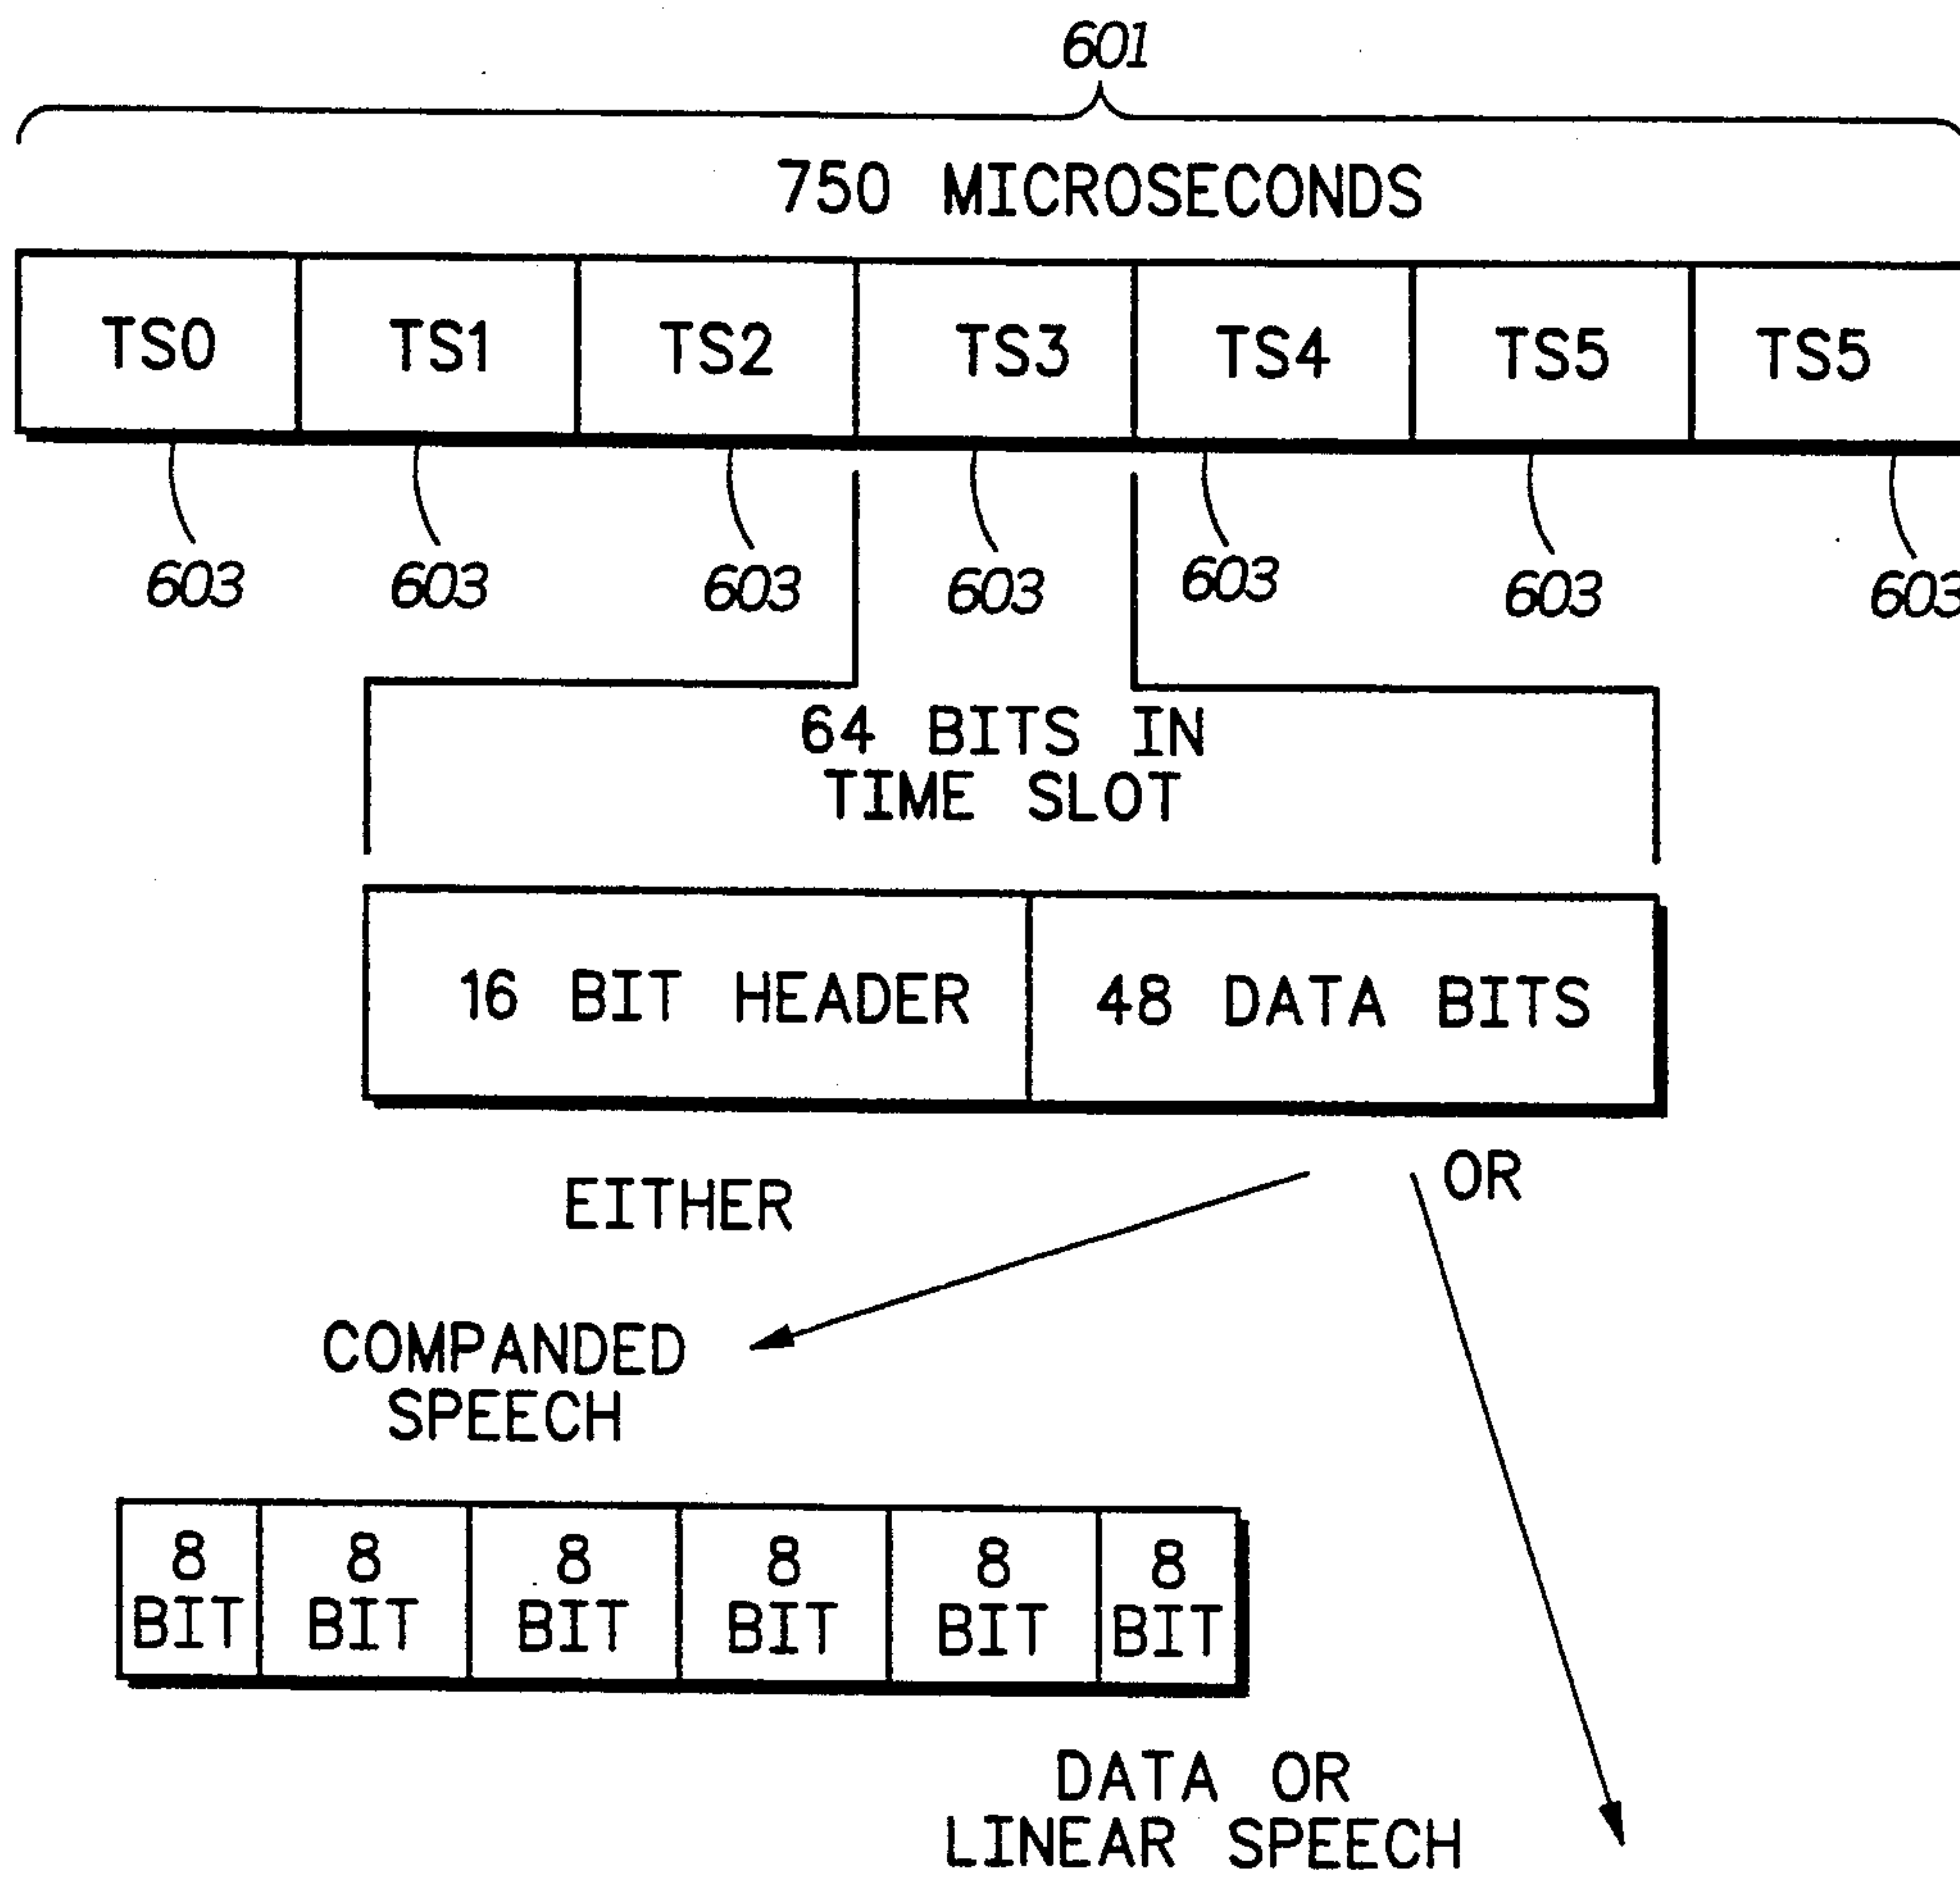 601
750 MICROSECONDS
TS0 TS1 TS2 TS3 TS4 TS5 TS5
603 603 603 603 603 603 603
64 BITS IN
TIME SLOT
16 BIT HEADER 48 DATA BITS
EITHER OR
COMPANDED
SPEECH
8 8 8 8 8 8
BIT BIT BIT BIT BIT BIT
DATA OR
LINEAR SPEECH